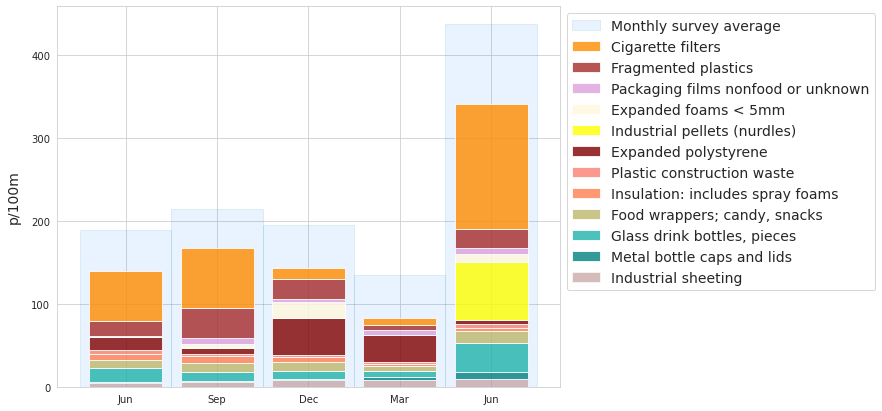 p/100m
400
300
200
100
0
Jun
Sep
Dec
Mar
Jun
Monthly survey average
Cigarette filters
Fragmented plastics
Packaging films nonfood or unknown
Expanded foams < 5mm
Industrial pellets (nurdles)
Expanded polystyrene
Plastic construction waste
Insulation: includes spray foams
Food wrappers; candy, snacks
Glass drink bottles, pieces
Metal bottle caps and lids
Industrial sheeting